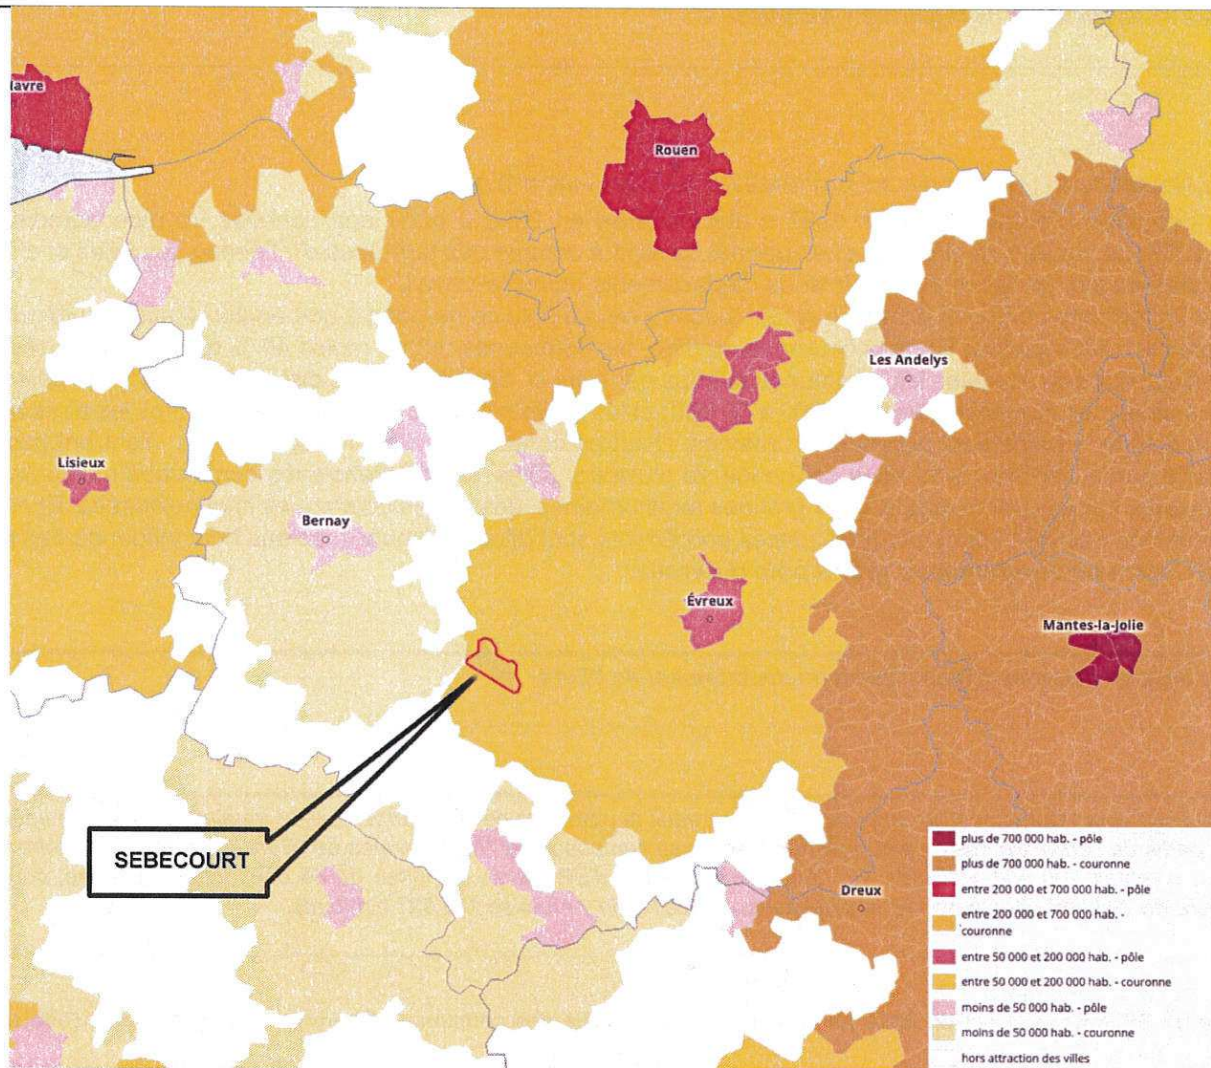 Havre
Rouen
Les Andelys
Lisieux
Bernay
Évreux
Mantes-la-Jolie
SEBECOURT
Dreux
plus de 700 000 hab. - pôle
plus de 700 000 hab. - couronne
entre 200 000 et 700 000 hab. - pôle
entre 200 000 et 700 000 hab. -
couronne
entre 50 000 et 200 000 hab. - pôle
entre 50 000 et 200 000 hab. - couronne
moins de 50 000 hab. - pôle
moins de 50 000 hab. - couronne
hors attraction des villes